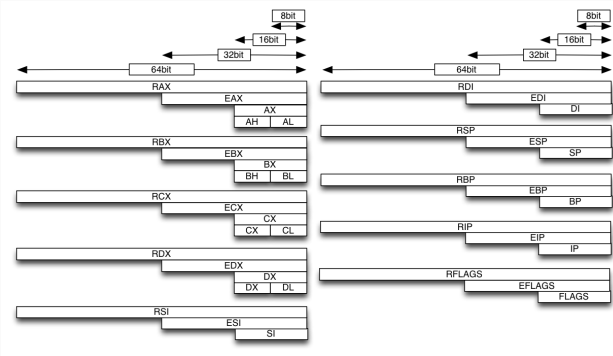 8bit
16bit
32bit
64bit
RAX
EAX
AX
AH AL
RBX
EBX
BX
BH BL
RCX
ECX
CX
CX CL
RDX
EDX
DX
DX DL
RSI
ESI
SI
8bit
16bit
32bit
64bit
RDI
EDI
DI
RSP
ESP
SP
RBP
EBP
BP
RIP
EIP
IP
RFLAGS
EFLAGS
FLAGS